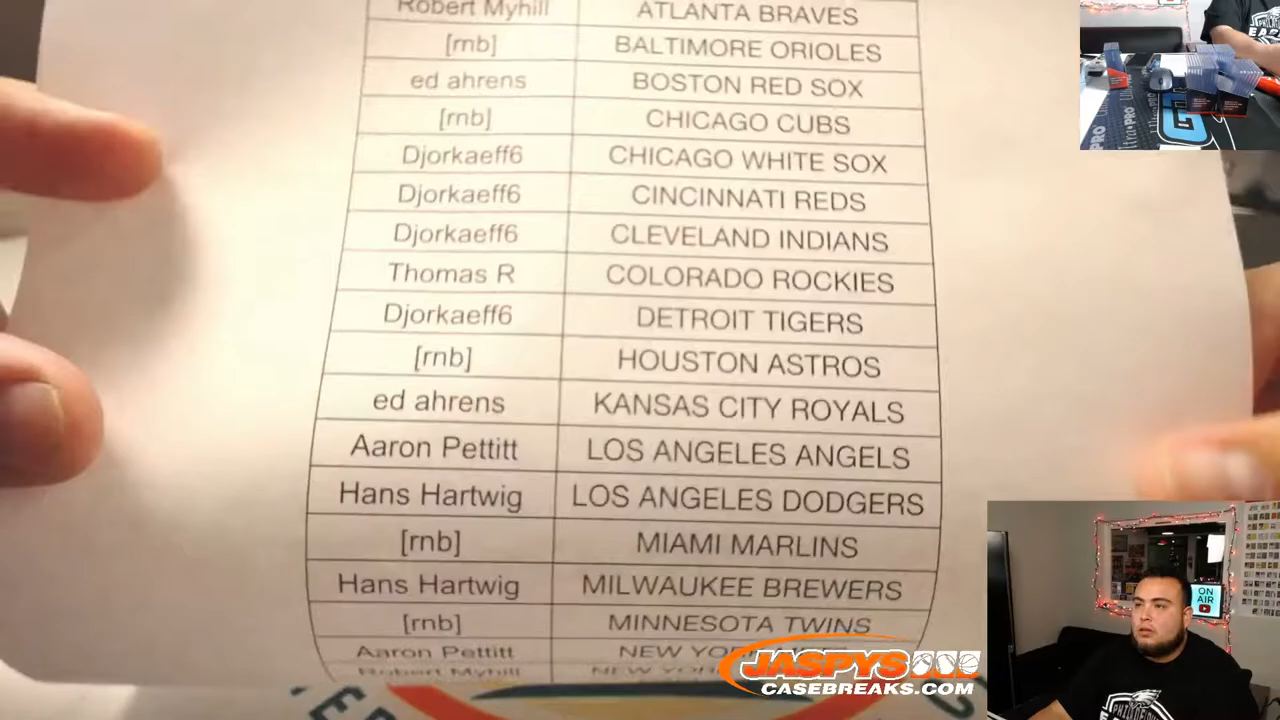 Robert Myhill ATLANTA BRAVES
[rnb] BALTIMORE ORIOLES
ed ahrens BOSTON RED SOX
[rnb] CHICAGO CUBS
Djorkaeff6 CHICAGO WHITE SOX
Djorkaeff6 CINCINNATI REDS
Djorkaeff6 CLEVELAND INDIANS
Thomas R COLORADO ROCKIES
Djorkaeff6 DETROIT TIGERS
[rnb] HOUSTON ASTROS
ed ahrens KANSAS CITY ROYALS
Aaron Pettitt LOS ANGELES ANGELS
Hans Hartwig LOS ANGELES DODGERS
[rnb] MIAMI MARLINS
Hans Hartwig MILWAUKEE BREWERS
[rnb] MINNESOTA TWINS
Aaron Pettitt NEW
Robert Myhill NEW
JASPYS
CASEBREAKS.COM
ON
AIR